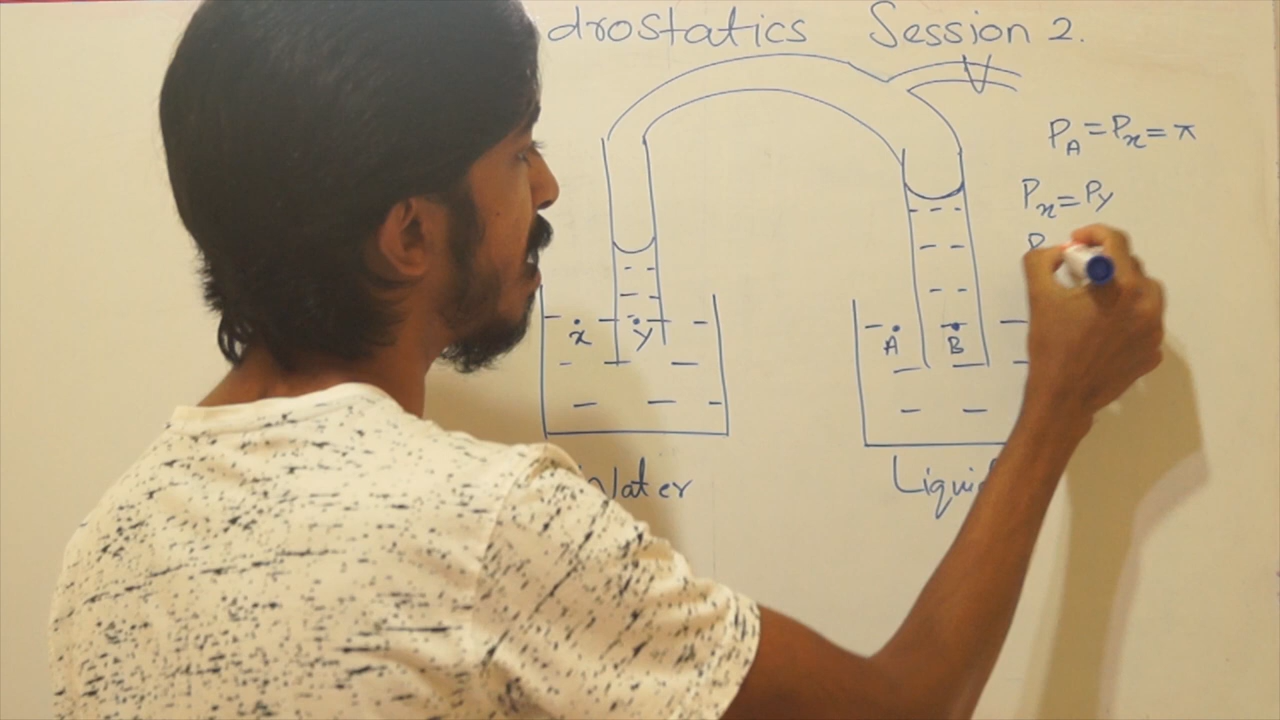 drostatics Session 2.
P_A = P_x = π
P_x = P_y
P
x y A B
Water Liquid